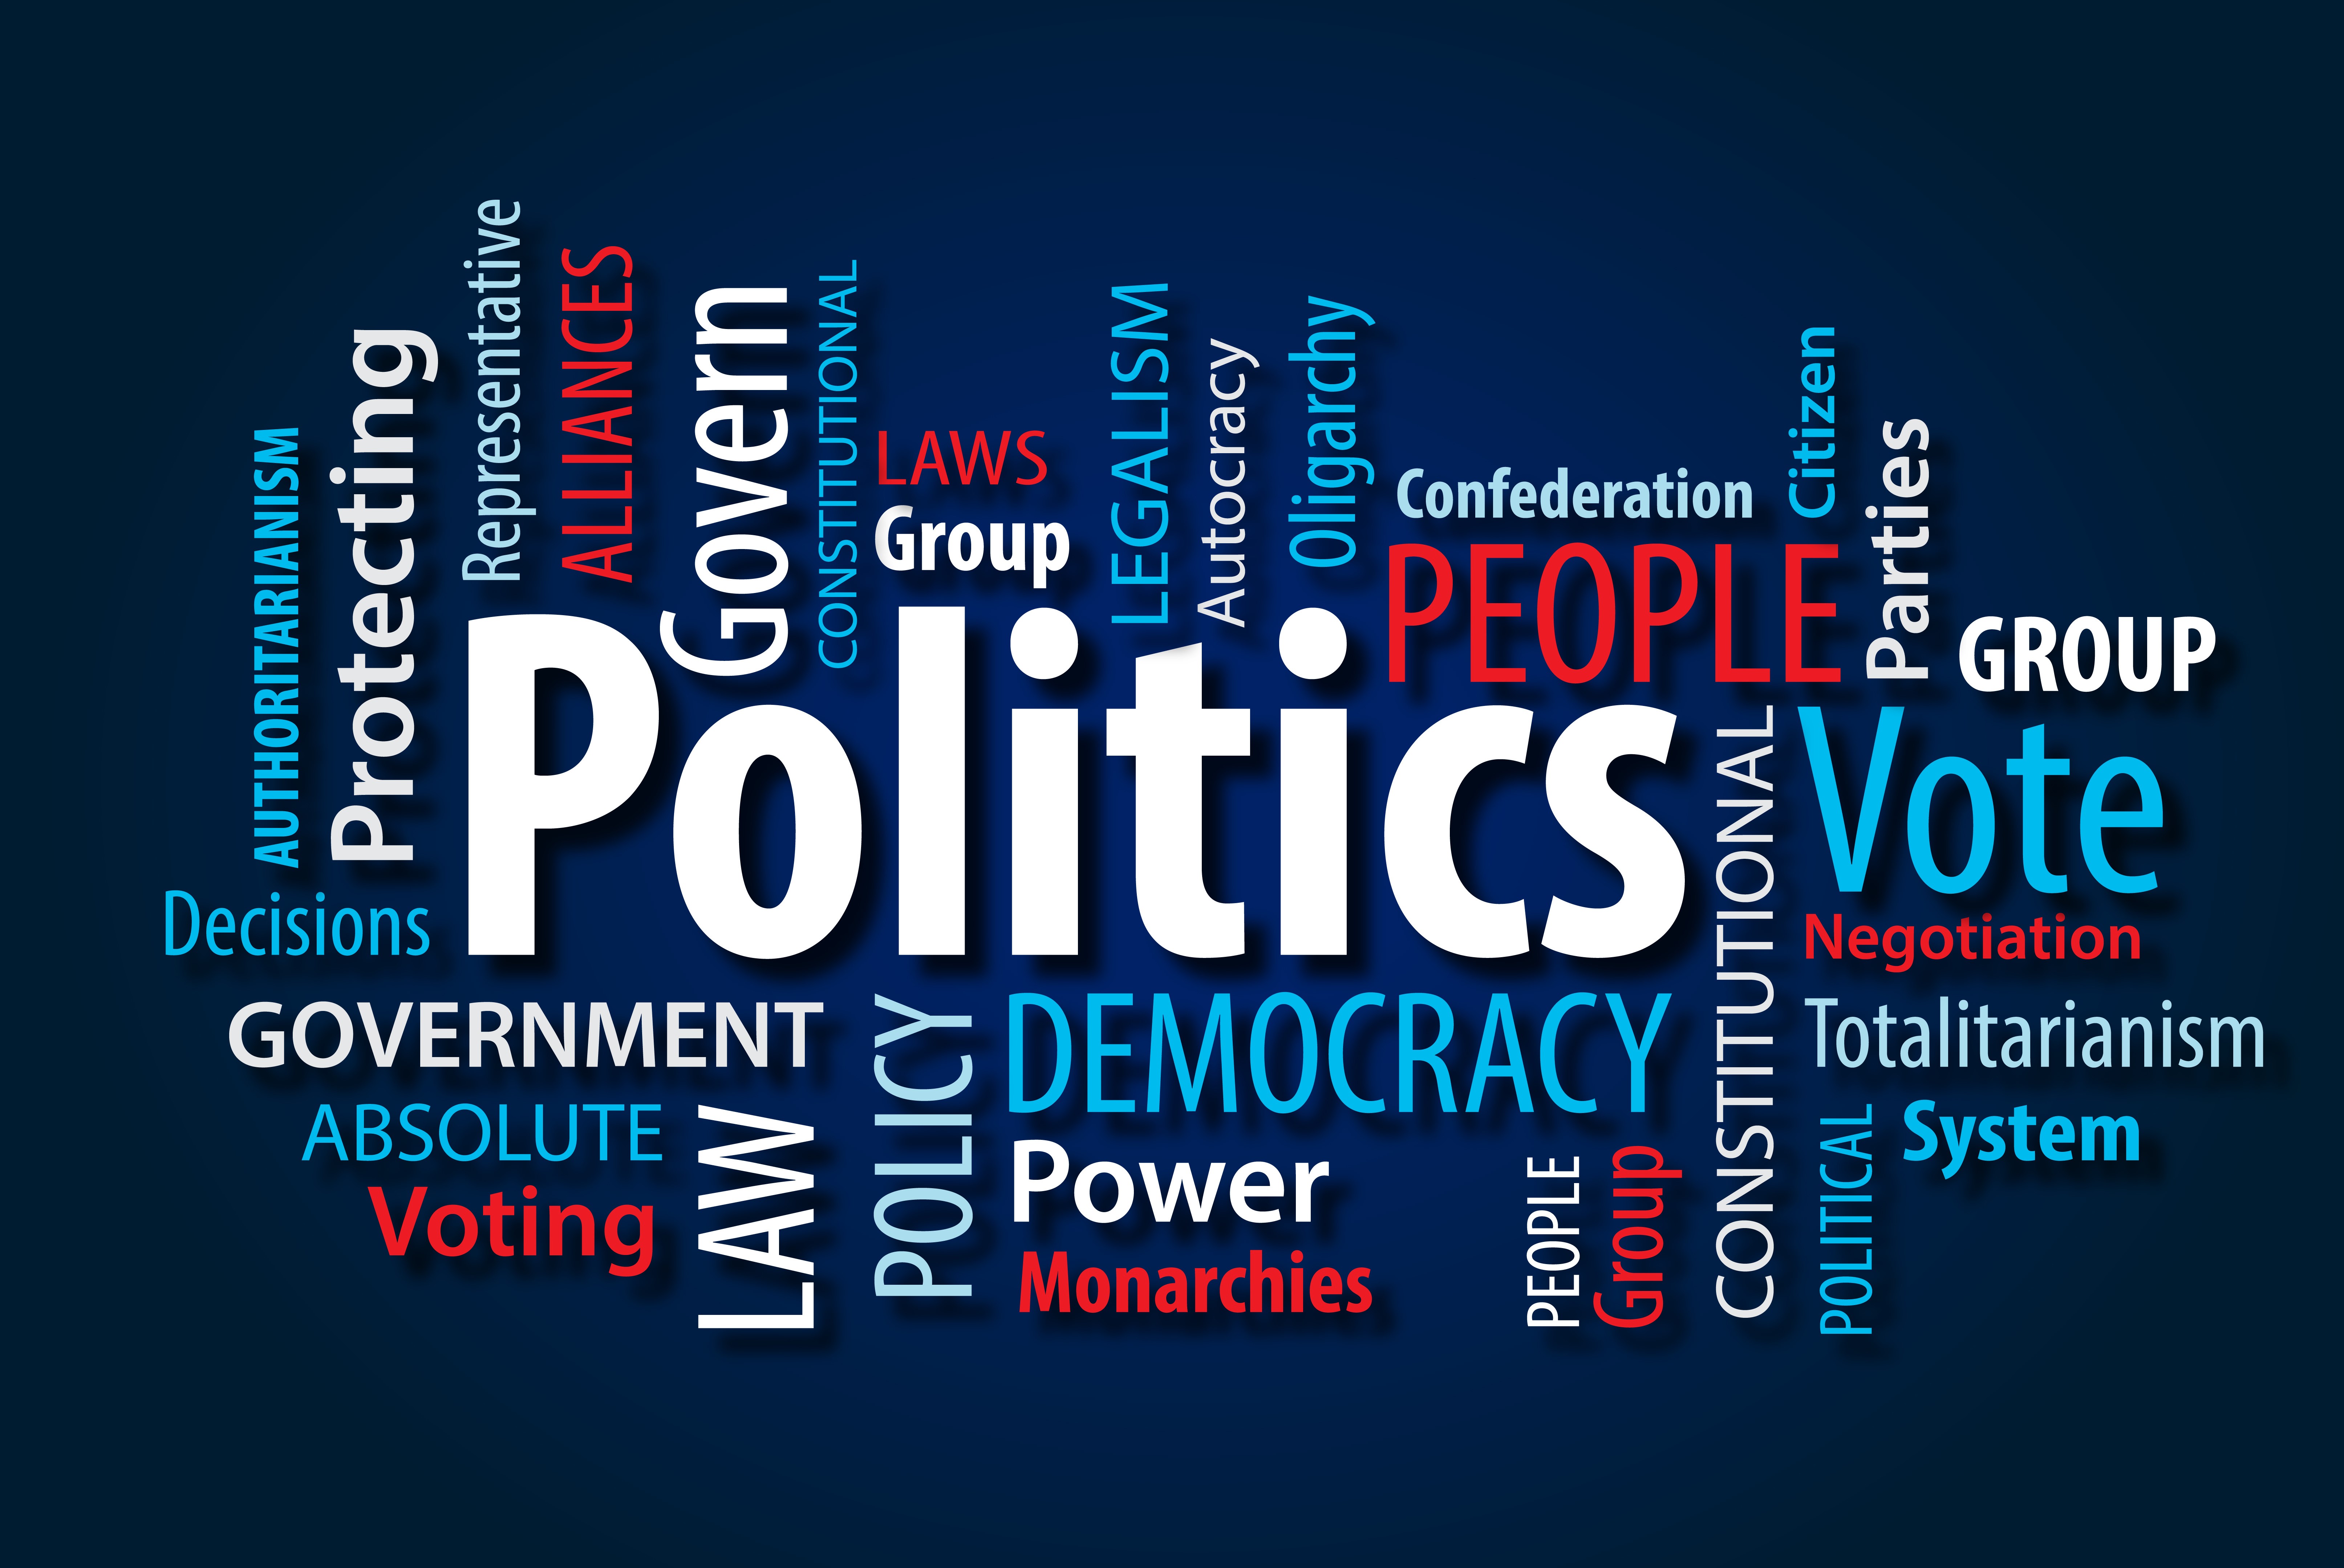 Representative
ALLIANCES
Govern
CONSTITUTIONAL
LEGALISM
Oligarchy
Citizen
Protecting
Autocracy
Parties
AUTHORITARIANISM
LAWS
Confederation
Group
PEOPLE
GROUP
Politics
Vote
CONSTITUTIONAL
Decisions
Negotiation
GOVERNMENT
POLICY
DEMOCRACY
Totalitarianism
ABSOLUTE
LAW
Power
POLITICAL
System
PEOPLE
Group
Voting
Monarchies